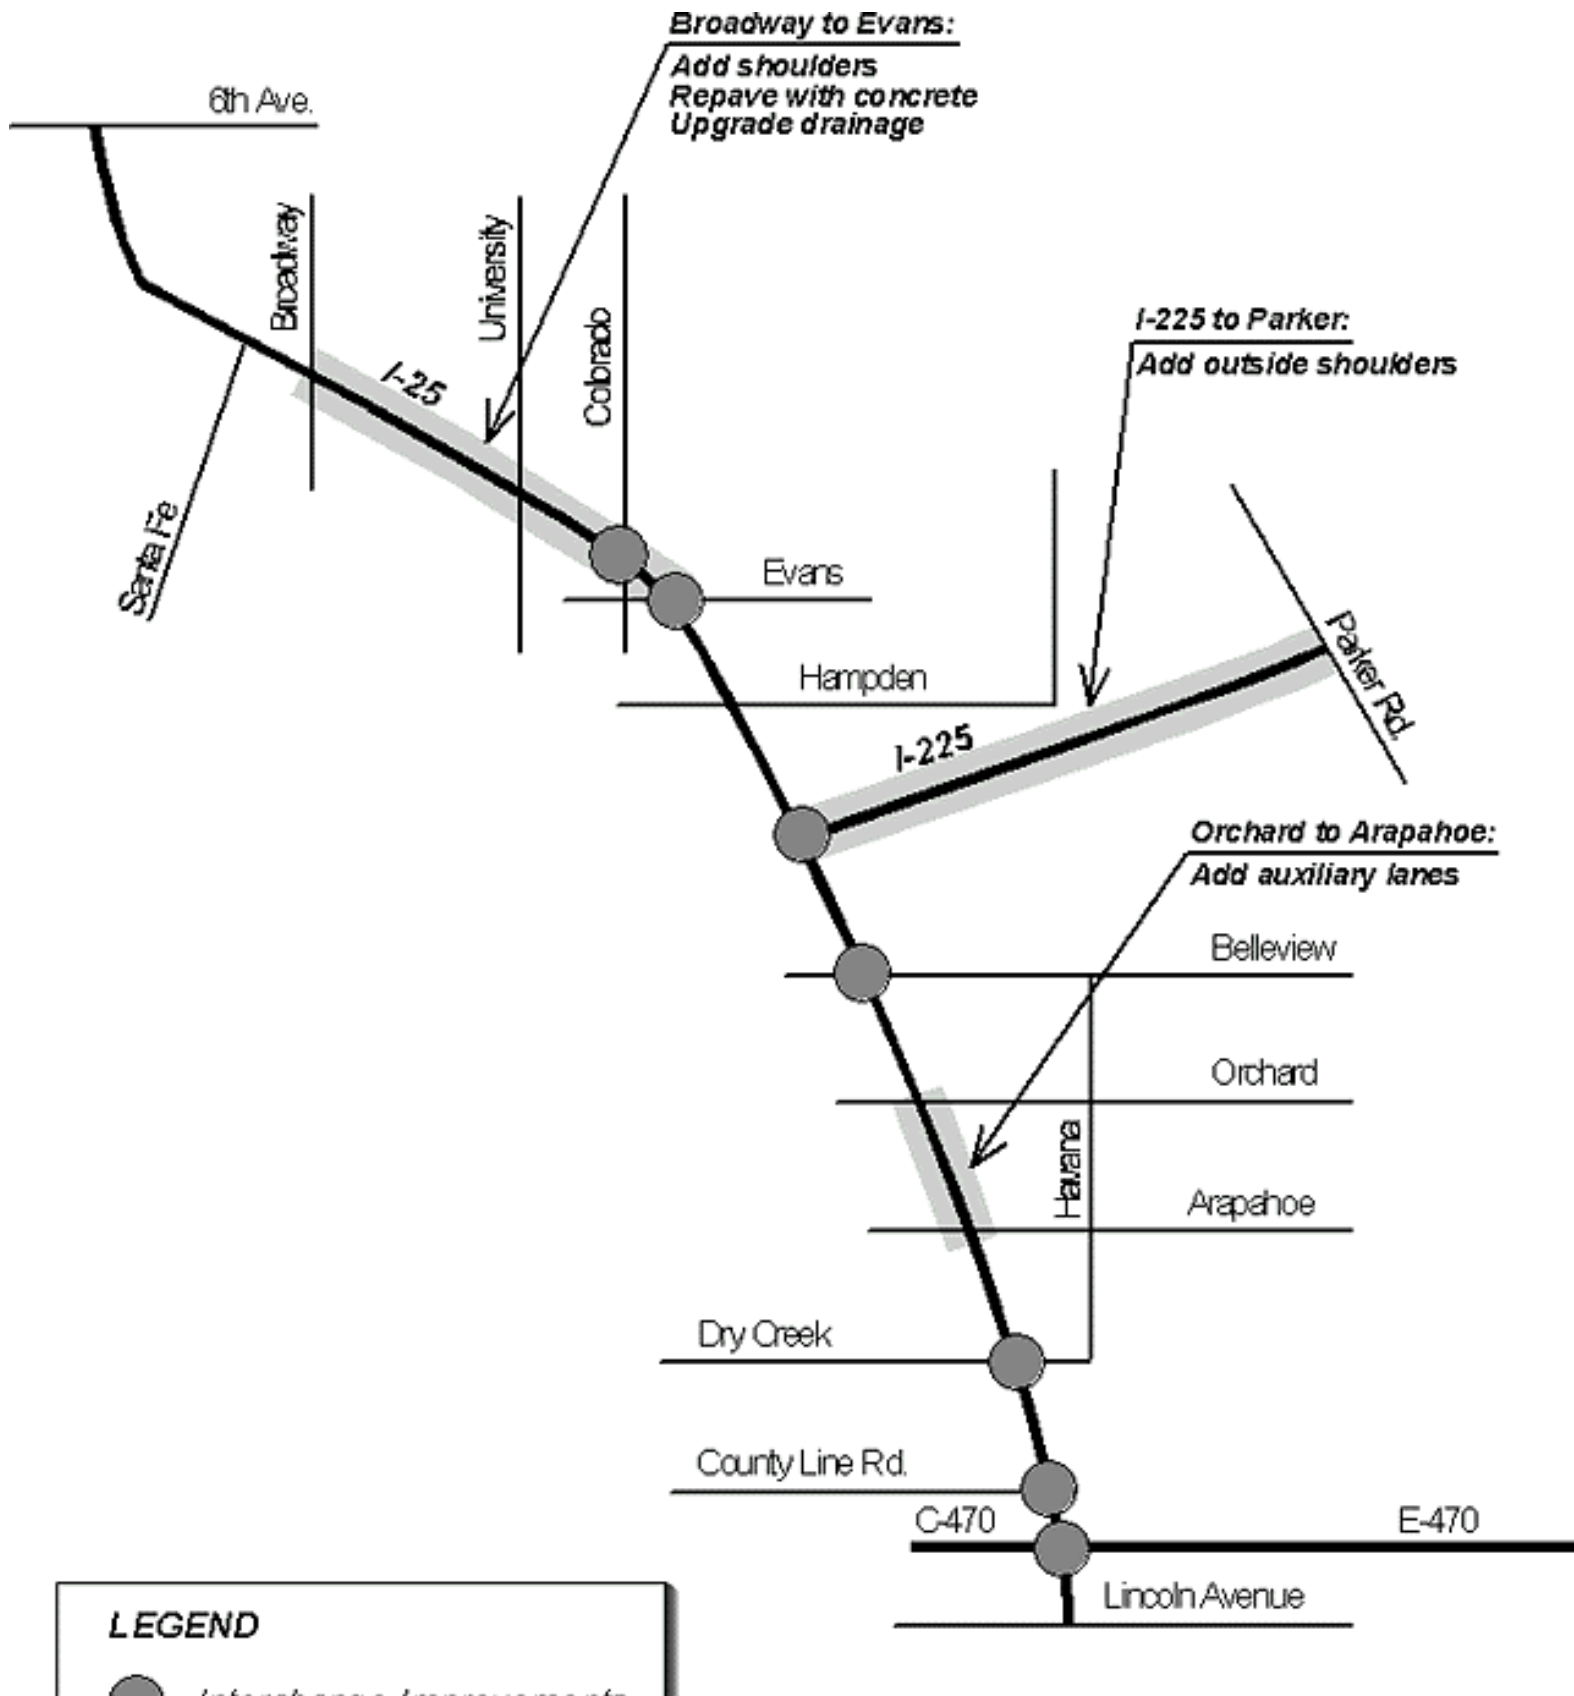 Broadway to Evans:
Add shoulders
Repave with concrete
Upgrade drainage
6th Ave.
Broadway
University
Colorado
I-25
Santa Fe
I-225 to Parker:
Add outside shoulders
Evans
Hampden
Parker Rd.
I-225
Orchard to Arapahoe:
Add auxiliary lanes
Belleview
Orchard
Havana
Arapahoe
Dry Creek
County Line Rd.
C-470
E-470
Lincoln Avenue
LEGEND
Interchange Improvements